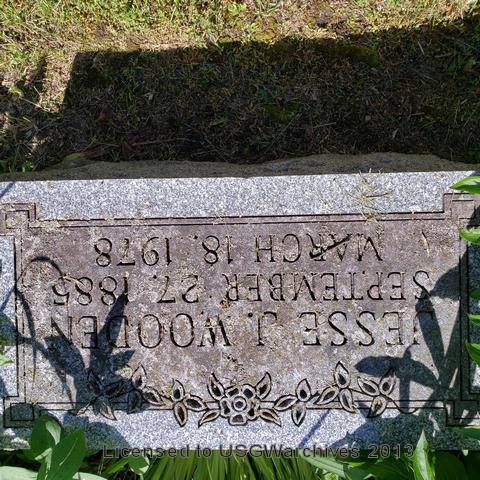 JESSE J. WOODEN
SEPTEMBER 27, 1885
MARCH 18, 1978
Licensed to USGWarchives 2013